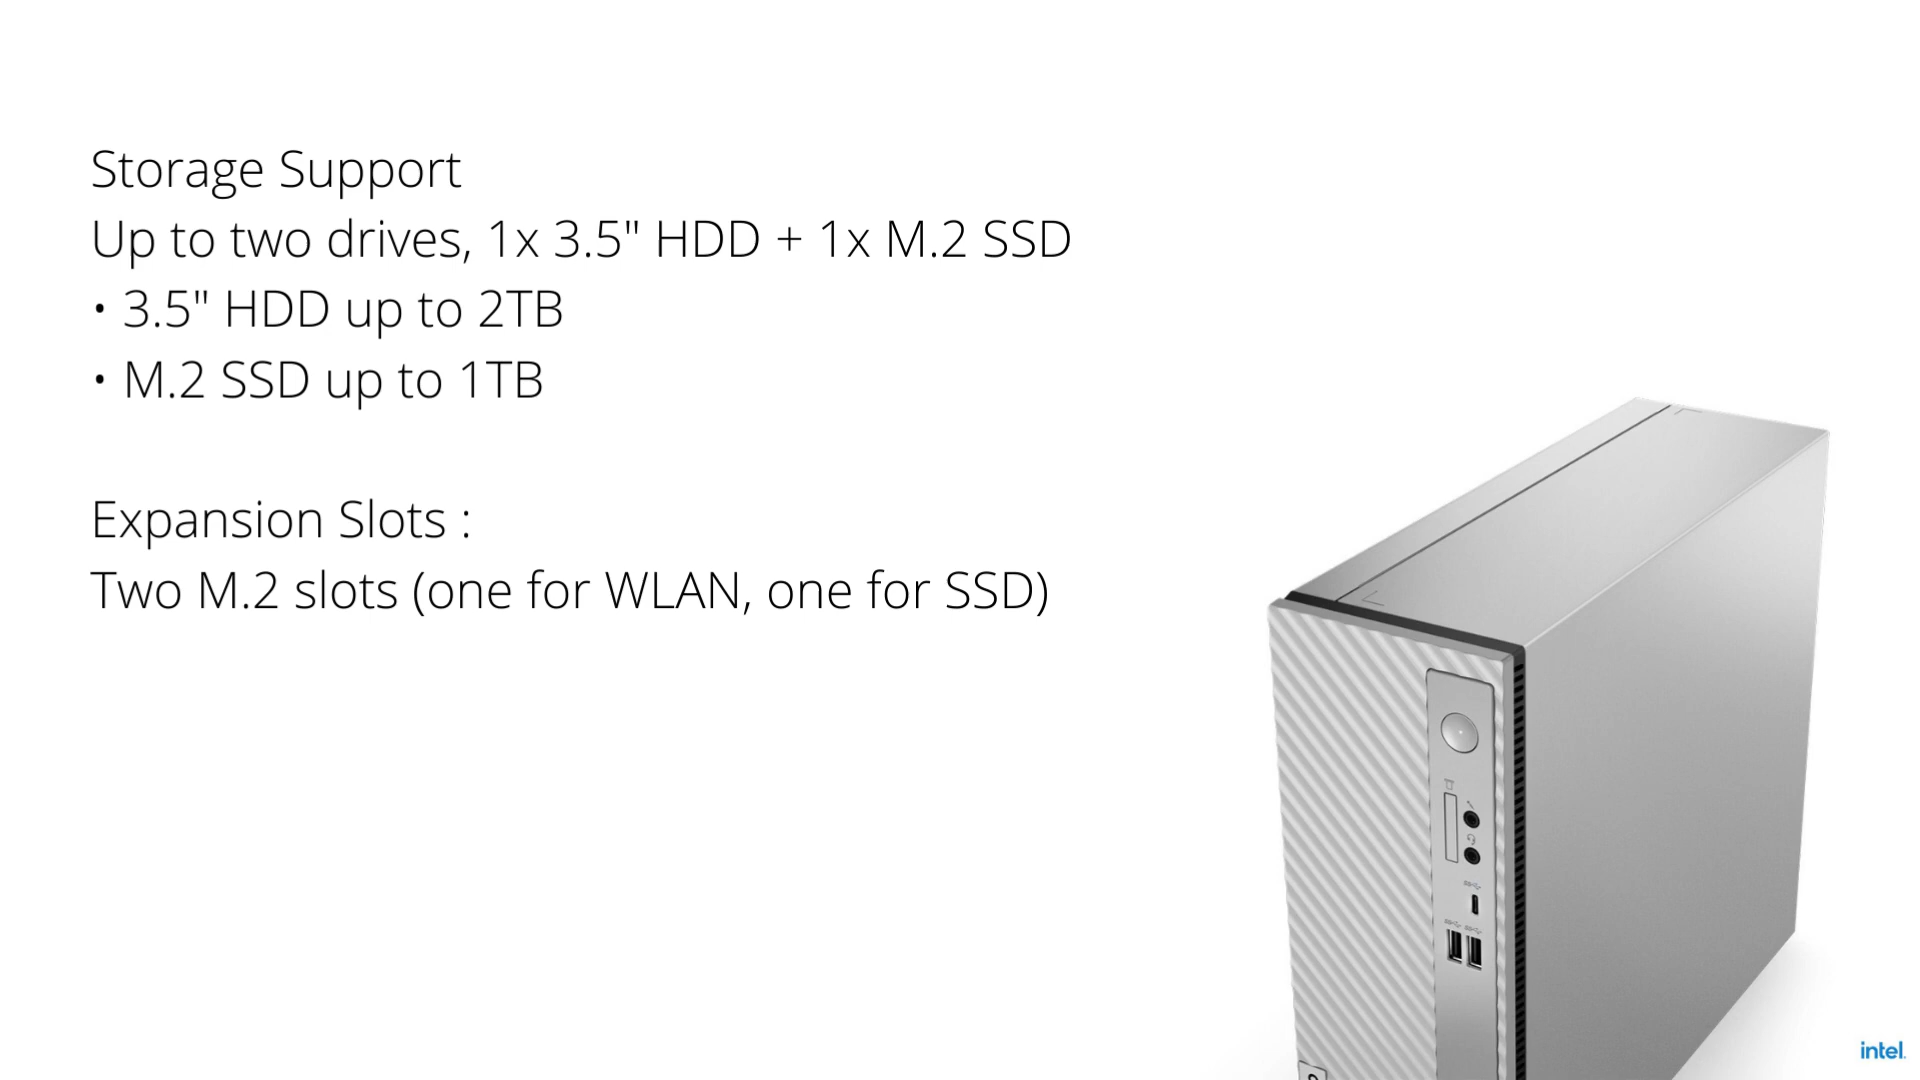 Storage Support
Up to two drives, 1x 3.5" HDD + 1x M.2 SSD
• 3.5" HDD up to 2TB
• M.2 SSD up to 1TB
Expansion Slots :
Two M.2 slots (one for WLAN, one for SSD)
intel.